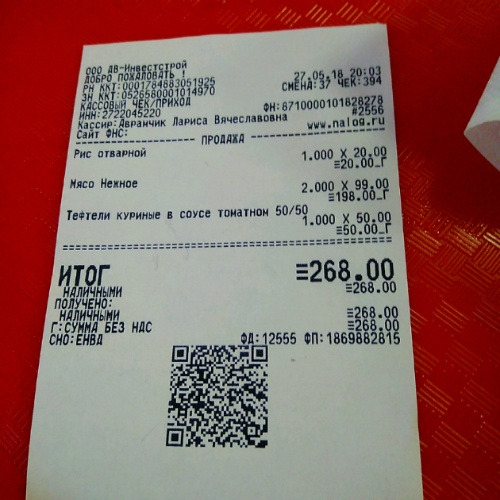 ООО ДВ-Инвестстрой
ДОБРО ПОЖАЛОВАТЬ !
27.05.18 20:03
РН ККТ:0001784883051925
СМЕНА:37 ЧЕК:394
ЗН ККТ:0526580001014970
КАССОВЫЙ ЧЕК/ПРИХОД
ФН:8710000101828278
ИНН:2722045220
#2556
Кассир:Авранчик Лариса Вячеславовна
Сайт ФНС:
www.nalog.ru
ПРОДАЖА
Рис отварной
1.000 X 20.00
≡20.00_Г
Мясо Нежное
2.000 X 99.00
≡198.00_Г
Тефтели куриные в соусе томатном 50/50
1.000 X 50.00
≡50.00_Г
ИТОГ ≡268.00
НАЛИЧНЫМИ ≡268.00
ПОЛУЧЕНО:
НАЛИЧНЫМИ ≡268.00
Г:СУММА БЕЗ НДС ≡268.00
СНО:ЕНВД ФД:12555 ФП:1869882815